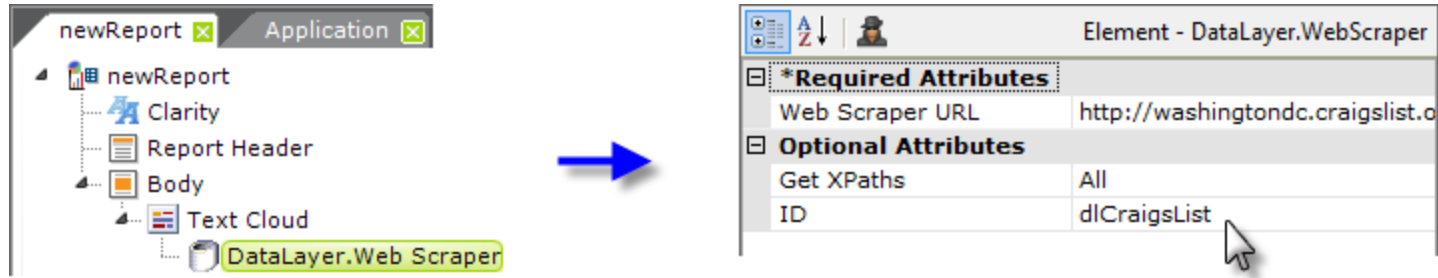 newReport Application
newReport
Clarity
Report Header
Body
Text Cloud
DataLayer.Web Scraper
A Z Element - DataLayer.WebScraper
*Required Attributes
Web Scraper URL http://washingtondc.craigslist.o
Optional Attributes
Get XPaths All
ID dlCraigsList